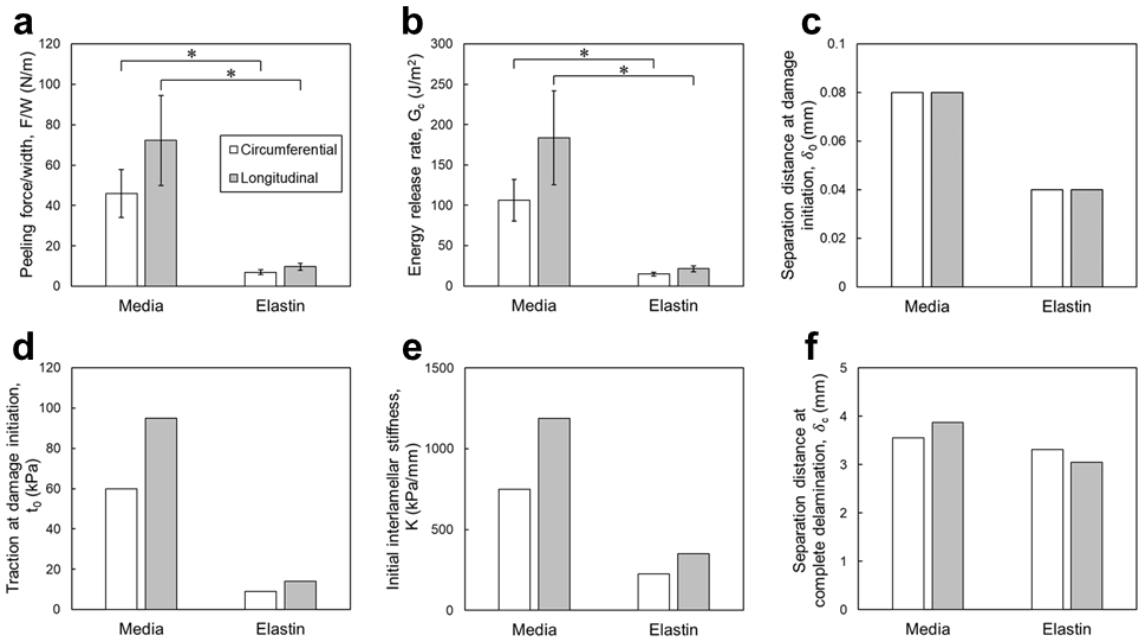 a
120
100
80
60
40
20
0
Peeling force/width, F/W (N/m)
*
*
Circumferential
Longitudinal
Media
Elastin
b
300
250
200
150
100
50
0
Energy release rate, G_c (J/m²)
*
*
Media
Elastin
c
0.1
0.08
0.06
0.04
0.02
0
Separation distance at damage
initiation, δ₀ (mm)
Media
Elastin
d
120
100
80
60
40
20
0
Traction at damage initiation,
t₀ (kPa)
Media
Elastin
e
1500
1000
500
0
Initial interlamellar stiffness,
K (kPa/mm)
Media
Elastin
f
5
4
3
2
1
0
Separation distance at
complete delamination, δ_c (mm)
Media
Elastin